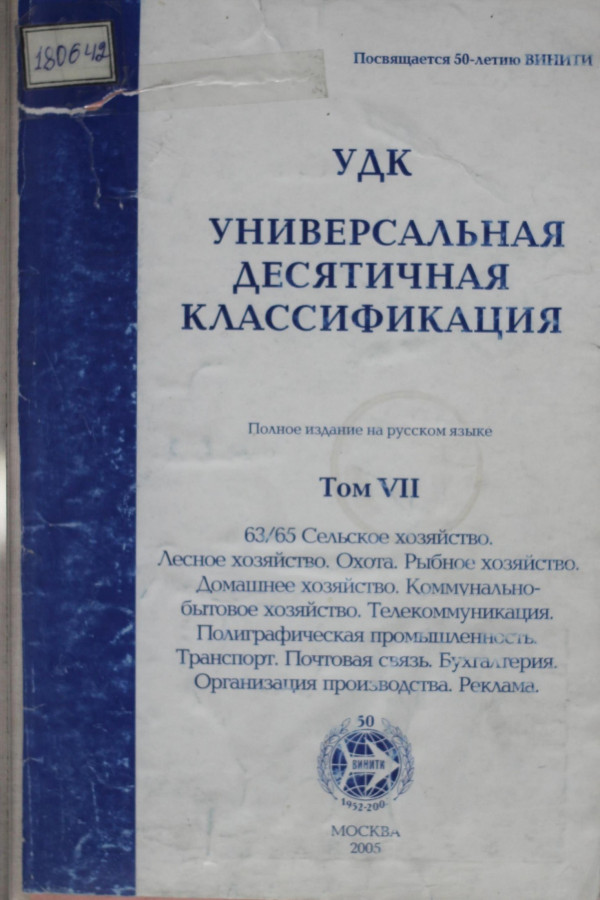 180642
Посвящается 50-летию ВИНИТИ
УДК
УНИВЕРСАЛЬНАЯ
ДЕСЯТИЧНАЯ
КЛАССИФИКАЦИЯ
Полное издание на русском языке
Том VII
63/65 Сельское хозяйство.
Лесное хозяйство. Охота. Рыбное хозяйство.
Домашнее хозяйство. Коммунально-
бытовое хозяйство. Телекоммуникация.
Полиграфическая промышленность.
Транспорт. Почтовая связь. Бухгалтерия.
Организация производства. Реклама.
50
ВИНИТИ
МОСКВА
2005